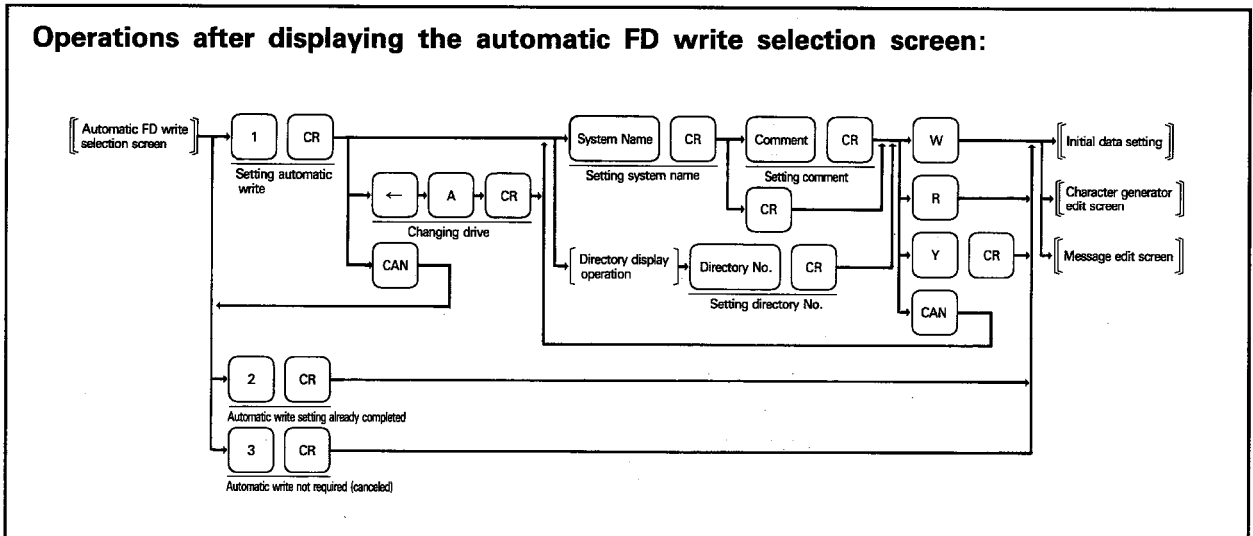 Operations after displaying the automatic FD write selection screen:
Automatic FD write
selection screen
1
CR
Setting automatic
write
←
A
CR
Changing drive
CAN
System Name
CR
Setting system name
Comment
CR
Setting comment
CR
Directory display
operation
Directory No.
CR
Setting directory No.
W
R
Y
CR
CAN
Initial data setting
Character generator
edit screen
Message edit screen
2
CR
Automatic write setting already completed
3
CR
Automatic write not required (canceled)